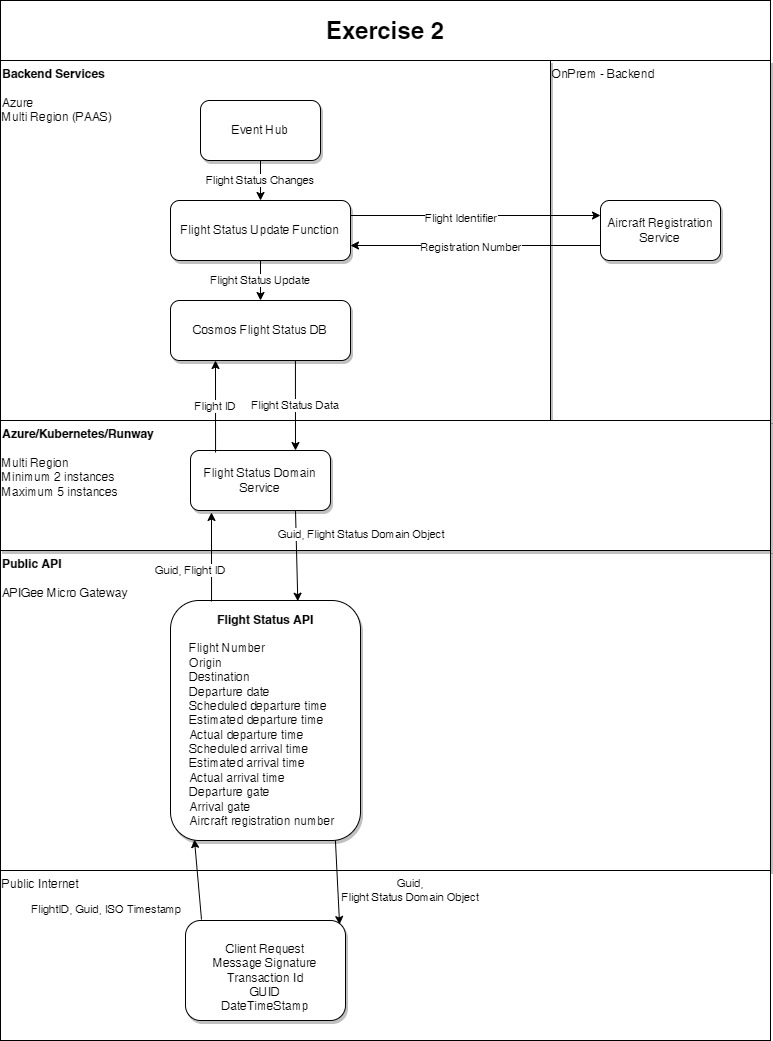 Exercise 2
Backend Services
OnPrem - Backend
Azure
Multi Region (PAAS)
Event Hub
Flight Status Changes
Flight Status Update Function
Flight Identifier
Registration Number
Aircraft Registration
Service
Flight Status Update
Cosmos Flight Status DB
Flight ID
Flight Status Data
Azure/Kubernetes/Runway
Multi Region
Minimum 2 instances
Maximum 5 instances
Flight Status Domain
Service
Guid, Flight Status Domain Object
Public API
Guid, Flight ID
APIGee Micro Gateway
Flight Status API
Flight Number
Origin
Destination
Departure date
Scheduled departure time
Estimated departure time
Actual departure time
Scheduled arrival time
Estimated arrival time
Actual arrival time
Departure gate
Arrival gate
Aircraft registration number
Public Internet
Guid,
Flight Status Domain Object
FlightID, Guid, ISO Timestamp
Client Request
Message Signature
Transaction Id
GUID
DateTimeStamp